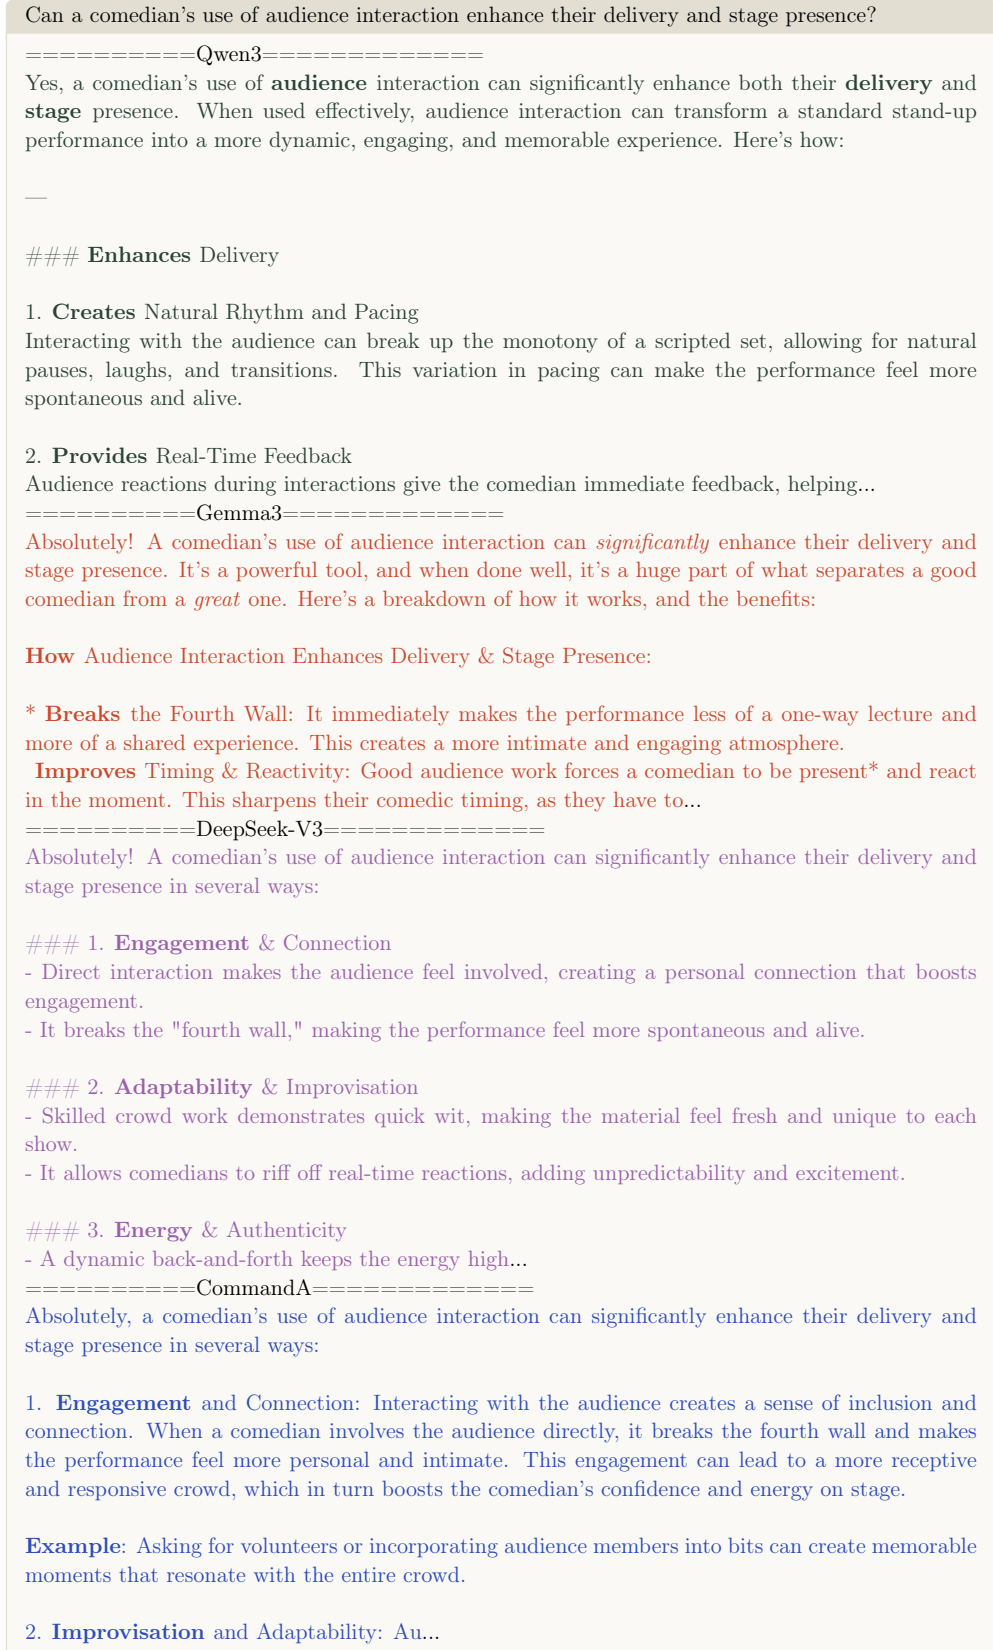 Can a comedian's use of audience interaction enhance their delivery and stage presence?
==========Qwen3=============
Yes, a comedian's use of audience interaction can significantly enhance both their delivery and
stage presence. When used effectively, audience interaction can transform a standard stand-up
performance into a more dynamic, engaging, and memorable experience. Here's how:
—
### Enhances Delivery
1. Creates Natural Rhythm and Pacing
Interacting with the audience can break up the monotony of a scripted set, allowing for natural
pauses, laughs, and transitions. This variation in pacing can make the performance feel more
spontaneous and alive.
2. Provides Real-Time Feedback
Audience reactions during interactions give the comedian immediate feedback, helping...
==========Gemma3=============
Absolutely! A comedian's use of audience interaction can significantly enhance their delivery and
stage presence. It's a powerful tool, and when done well, it's a huge part of what separates a good
comedian from a great one. Here's a breakdown of how it works, and the benefits:
How Audience Interaction Enhances Delivery & Stage Presence:
* Breaks the Fourth Wall: It immediately makes the performance less of a one-way lecture and
more of a shared experience. This creates a more intimate and engaging atmosphere.
Improves Timing & Reactivity: Good audience work forces a comedian to be present* and react
in the moment. This sharpens their comedic timing, as they have to...
==========DeepSeek-V3=============
Absolutely! A comedian's use of audience interaction can significantly enhance their delivery and
stage presence in several ways:
### 1. Engagement & Connection
- Direct interaction makes the audience feel involved, creating a personal connection that boosts
engagement.
- It breaks the "fourth wall," making the performance feel more spontaneous and alive.
### 2. Adaptability & Improvisation
- Skilled crowd work demonstrates quick wit, making the material feel fresh and unique to each
show.
- It allows comedians to riff off real-time reactions, adding unpredictability and excitement.
### 3. Energy & Authenticity
- A dynamic back-and-forth keeps the energy high...
==========CommandA=============
Absolutely, a comedian's use of audience interaction can significantly enhance their delivery and
stage presence in several ways:
1. Engagement and Connection: Interacting with the audience creates a sense of inclusion and
connection. When a comedian involves the audience directly, it breaks the fourth wall and makes
the performance feel more personal and intimate. This engagement can lead to a more receptive
and responsive crowd, which in turn boosts the comedian's confidence and energy on stage.
Example: Asking for volunteers or incorporating audience members into bits can create memorable
moments that resonate with the entire crowd.
2. Improvisation and Adaptability: Au...